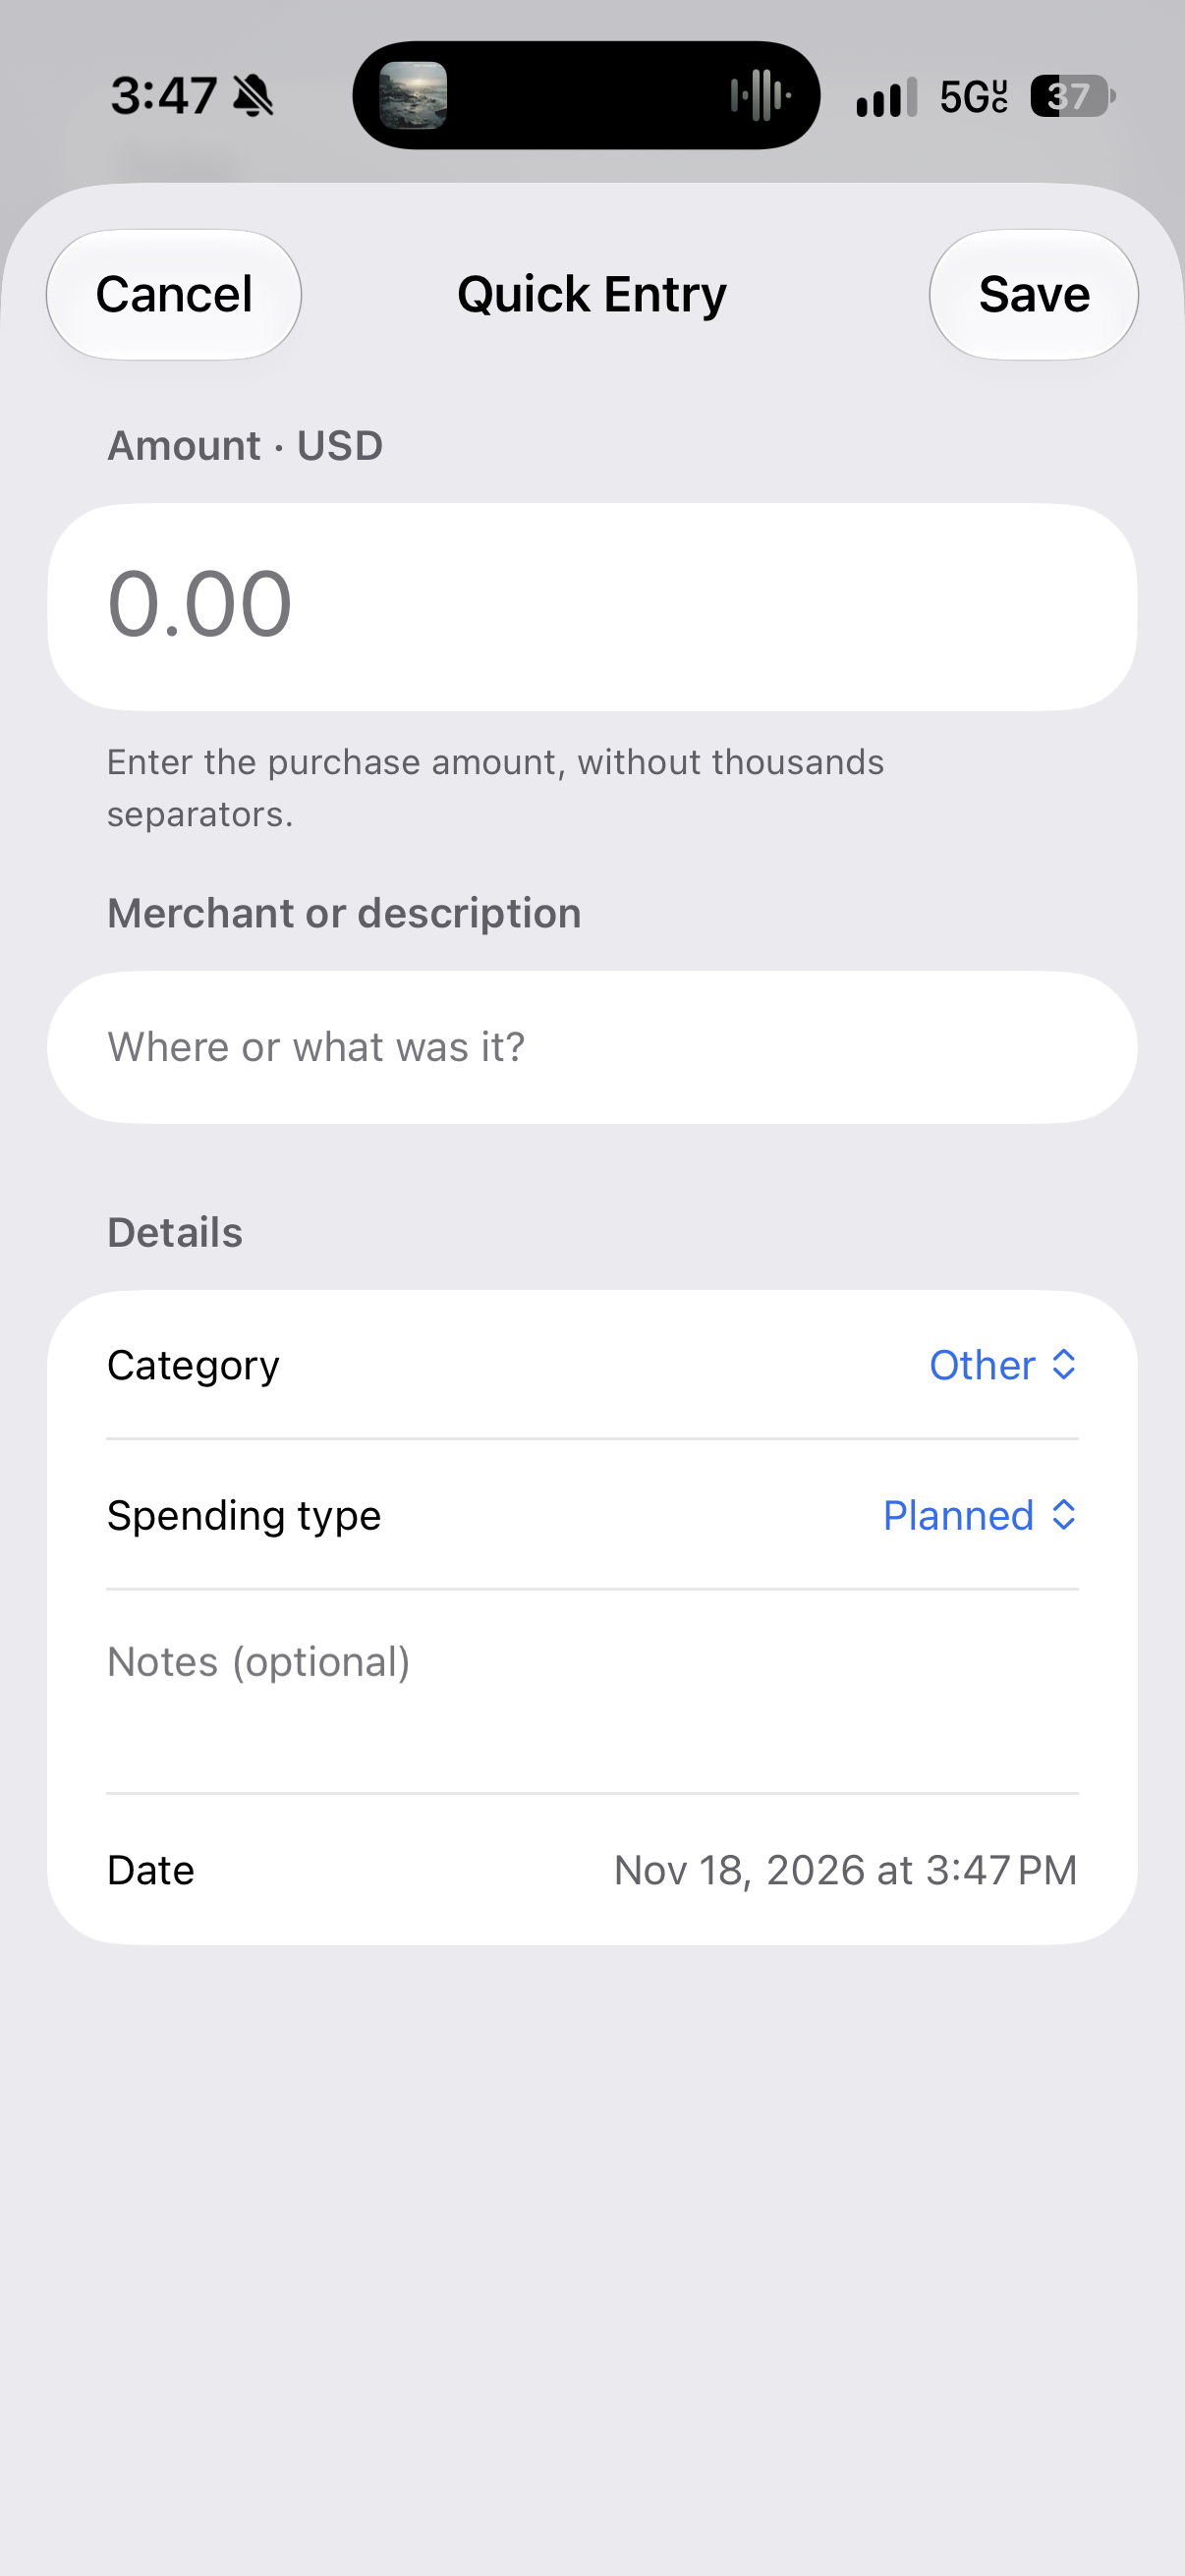 3:47
5G UC
37
Cancel
Quick Entry
Save
Amount · USD
0.00
Enter the purchase amount, without thousands
separators.
Merchant or description
Where or what was it?
Details
Category
Other
Spending type
Planned
Notes (optional)
Date
Nov 18, 2026 at 3:47 PM